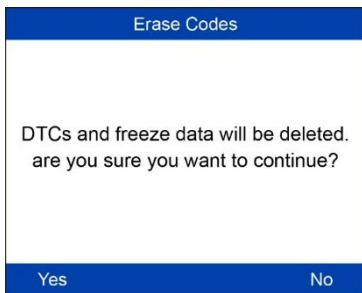 Erase Codes
DTCs and freeze data will be deleted.
are you sure you want to continue?
Yes No